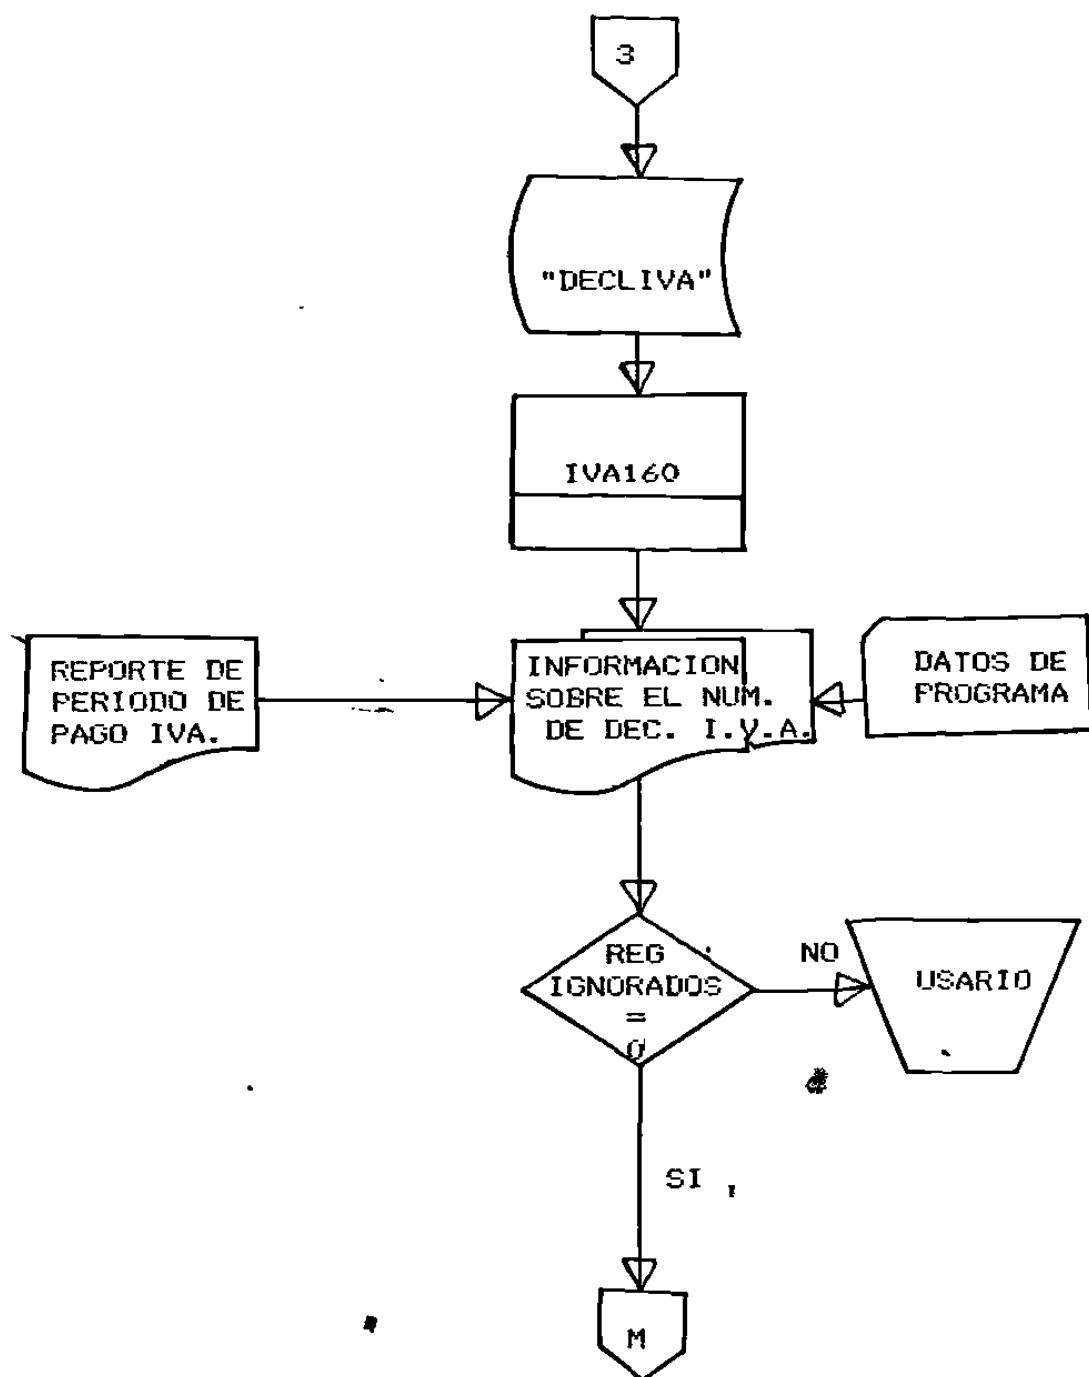 3
"DECLIVA"
IVA160
REPORTE DE
PERIODO DE
PAGO IVA.
INFORMACION
SOBRE EL NUM.
DE DEC. I.V.A.
DATOS DE
PROGRAMA
REG
IGNORADOS
=
0
NO
USARIO
SI ,
M